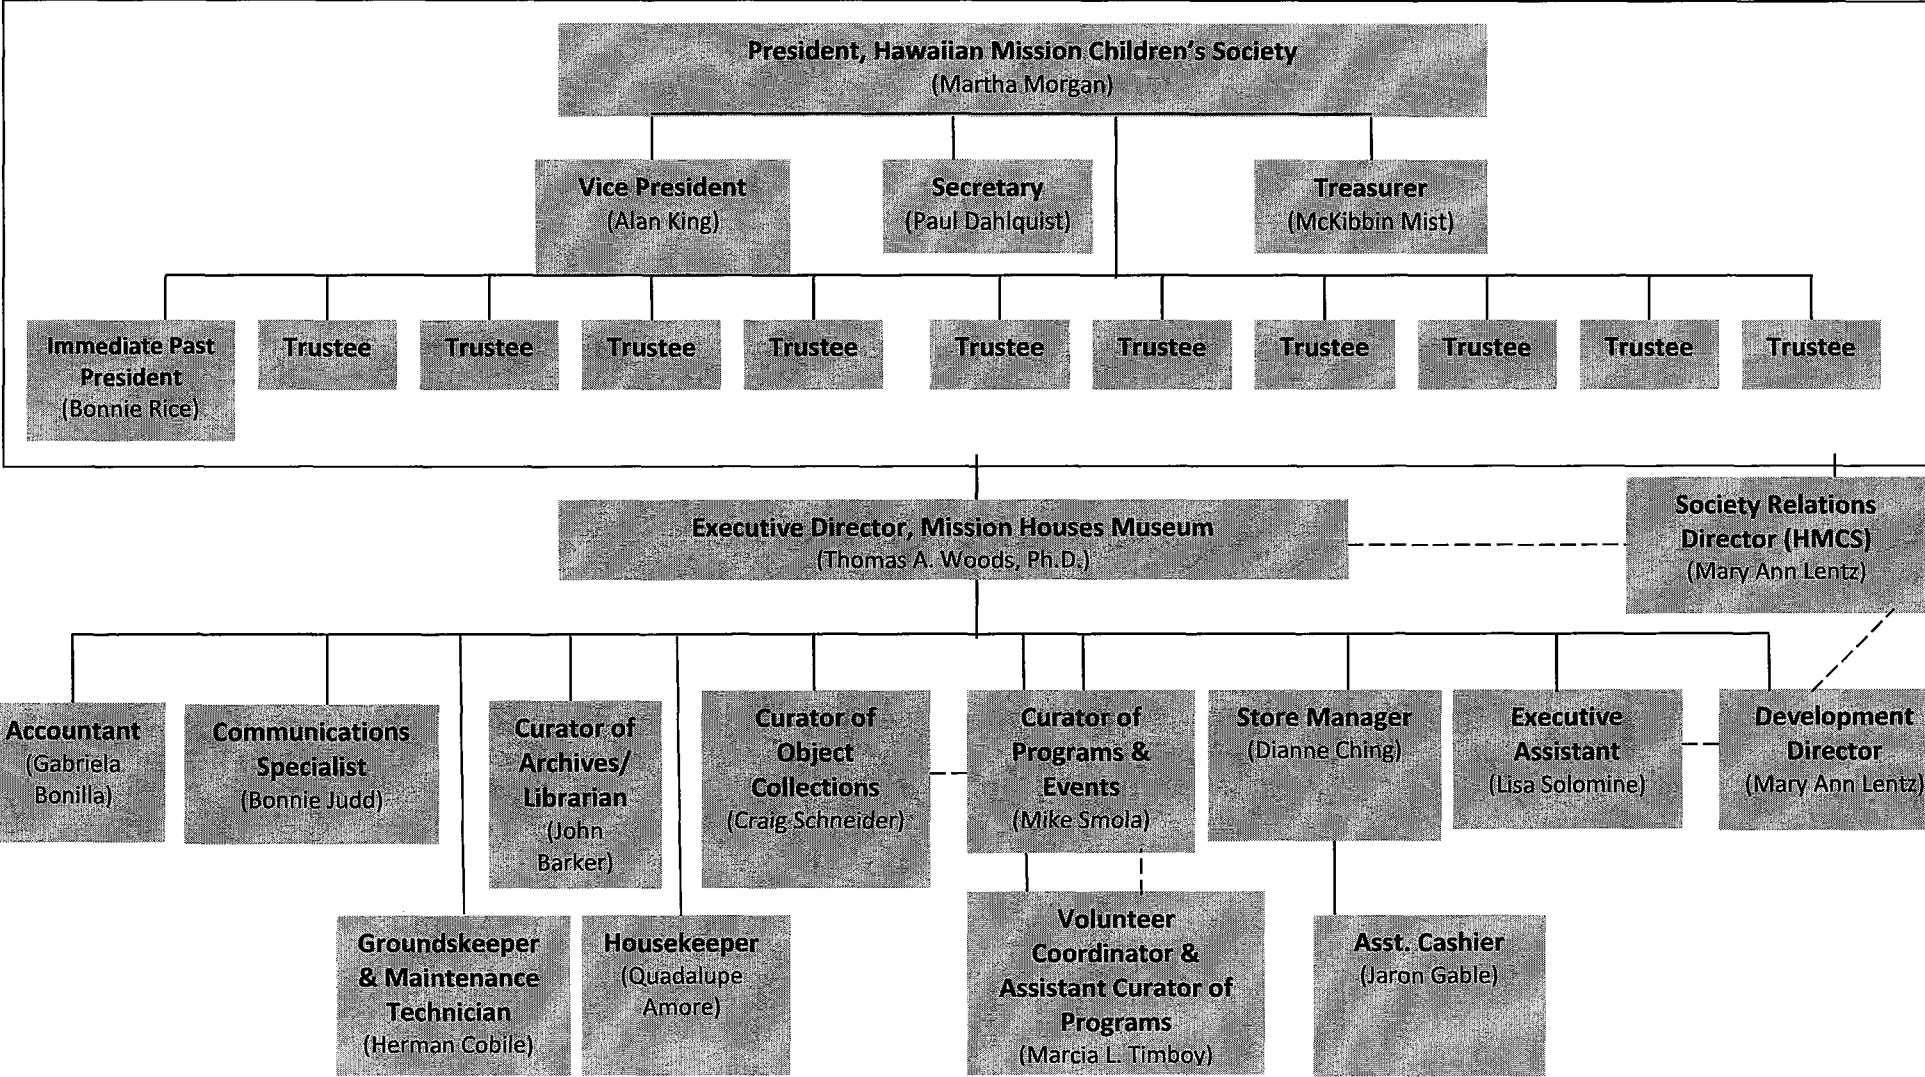 President, Hawaiian Mission Children's Society
(Martha Morgan)
Vice President
(Alan King)
Secretary
(Paul Dahlquist)
Treasurer
(McKibbin Mist)
Immediate Past
President
(Bonnie Rice)
Trustee
Trustee
Trustee
Trustee
Trustee
Trustee
Trustee
Trustee
Trustee
Trustee
Executive Director, Mission Houses Museum
(Thomas A. Woods, Ph.D.)
Society Relations
Director (HMCS)
(Mary Ann Lentz)
Accountant
(Gabriela
Bonilla)
Communications
Specialist
(Bonnie Judd)
Curator of
Archives/
Librarian
(John
Barker)
Curator of
Object
Collections
(Craig Schneider)
Curator of
Programs &
Events
(Mike Smola)
Store Manager
(Dianne Ching)
Executive
Assistant
(Lisa Solomine)
Development
Director
(Mary Ann Lentz)
Groundskeeper
& Maintenance
Technician
(Herman Cobile)
Housekeeper
(Quadalupe
Amore)
Volunteer
Coordinator &
Assistant Curator of
Programs
(Marcia L. Timboy)
Asst. Cashier
(Jaron Gable)